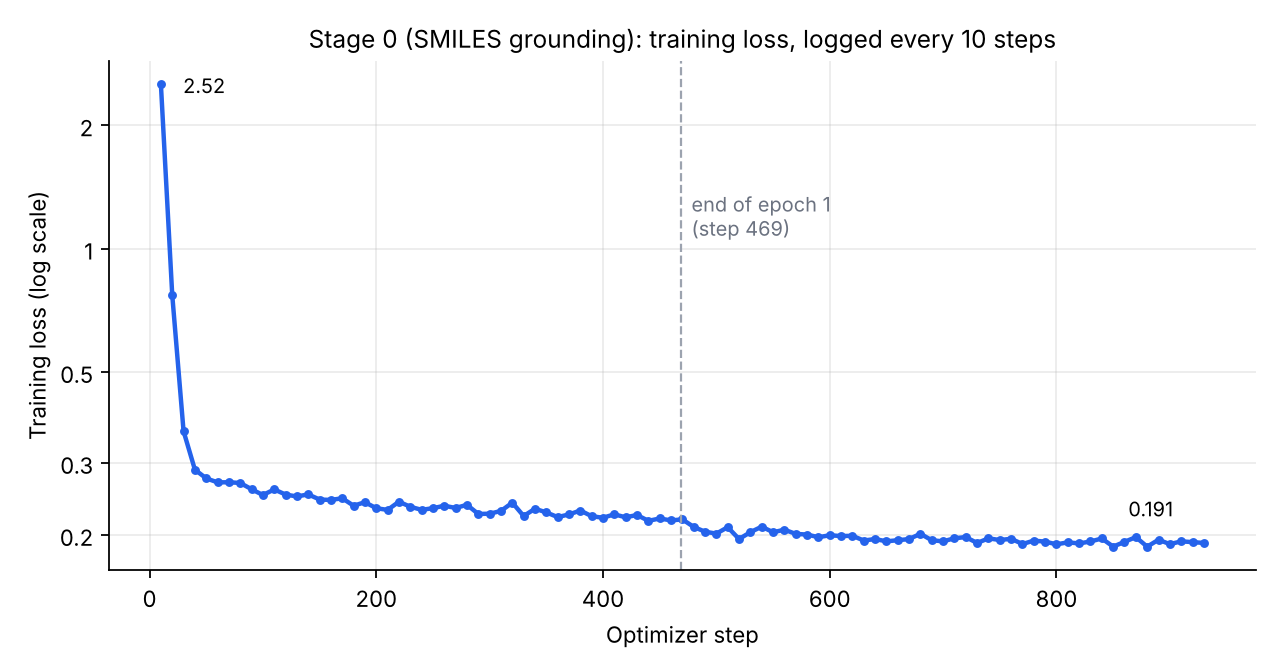 Stage 0 (SMILES grounding): training loss, logged every 10 steps
2.52
2
1
0.5
0.3
0.2
Training loss (log scale)
end of epoch 1
(step 469)
0.191
0
200
400
600
800
Optimizer step